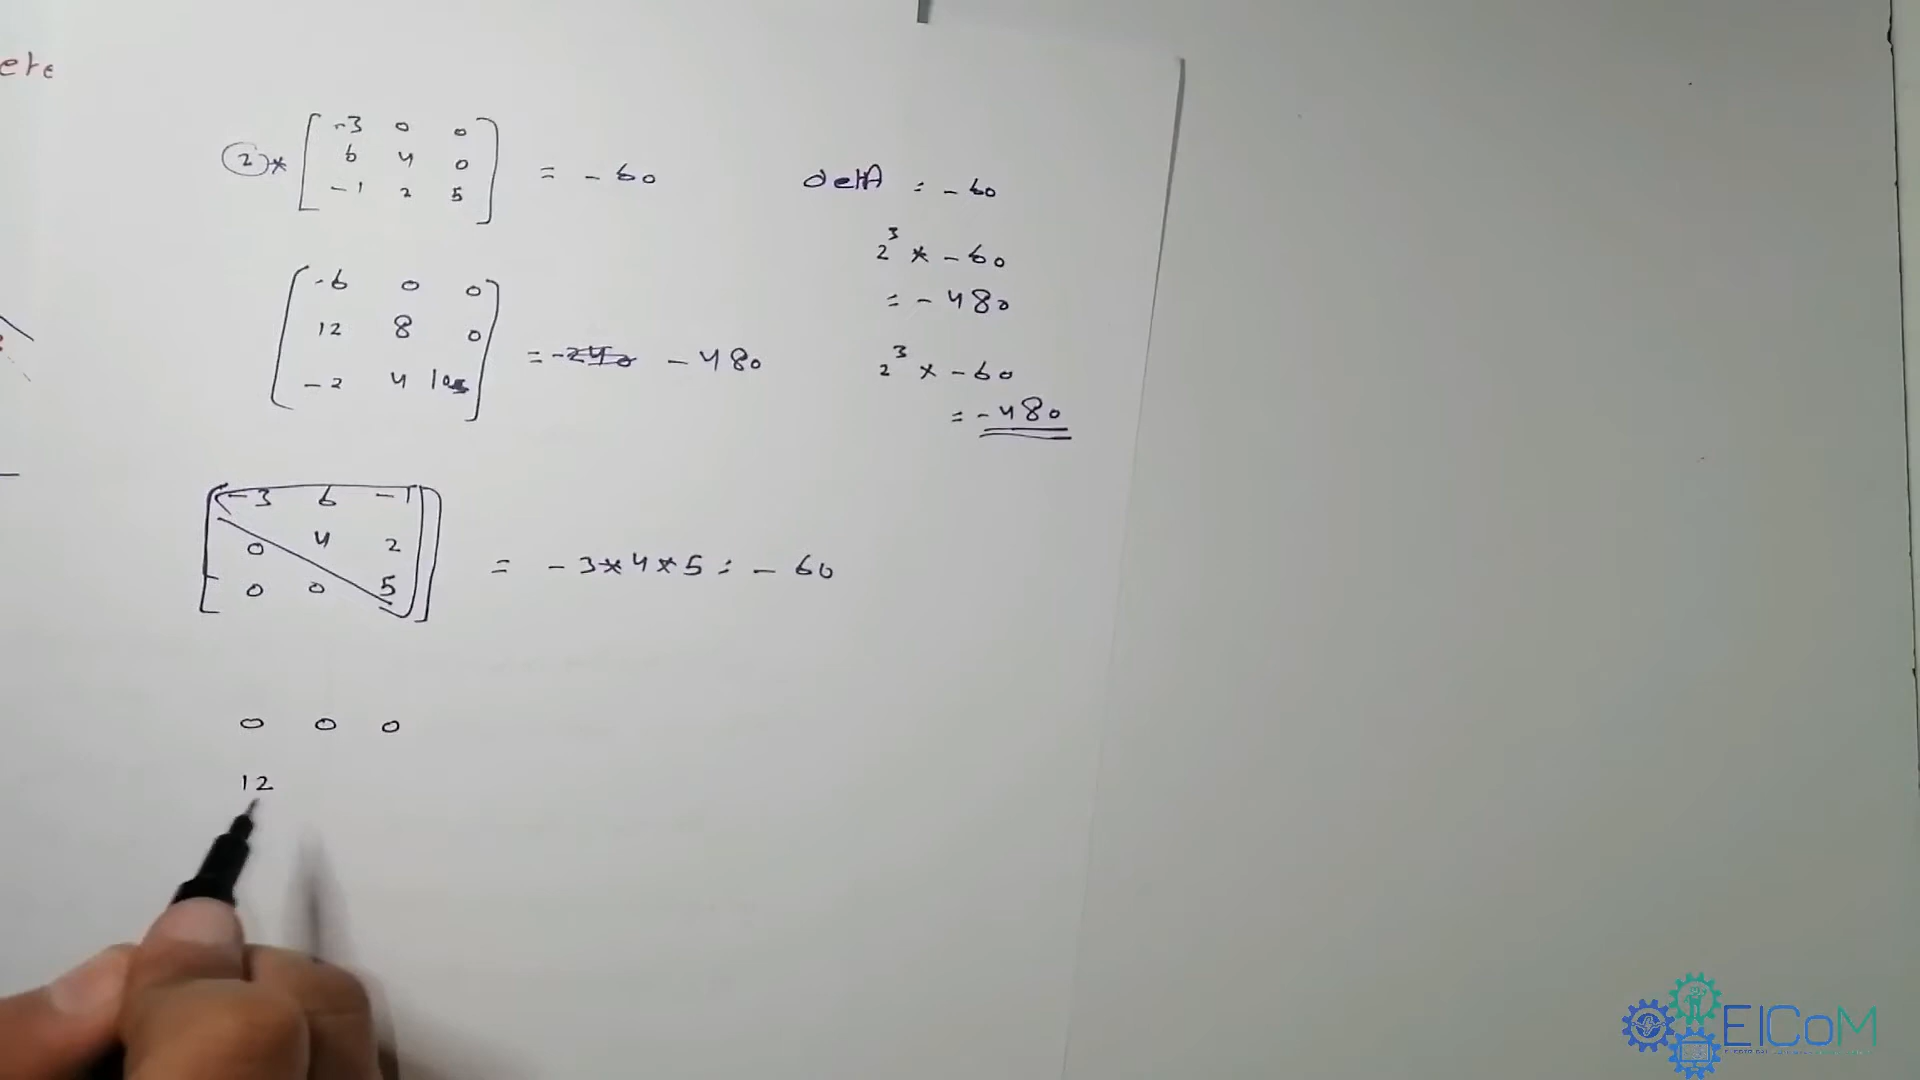 ete
2 * [ -3 0 0
6 4 0
-1 2 5 ] = -60
[ -6 0 0
12 8 0
-2 4 10 ] = -240 -480
[ -3 6 -1
0 4 2
0 0 5 ] = -3*4*5 = -60
0 0 0
12
detA = -60
2³ * -60
= -480
2³ * -60
= -480
EICoM